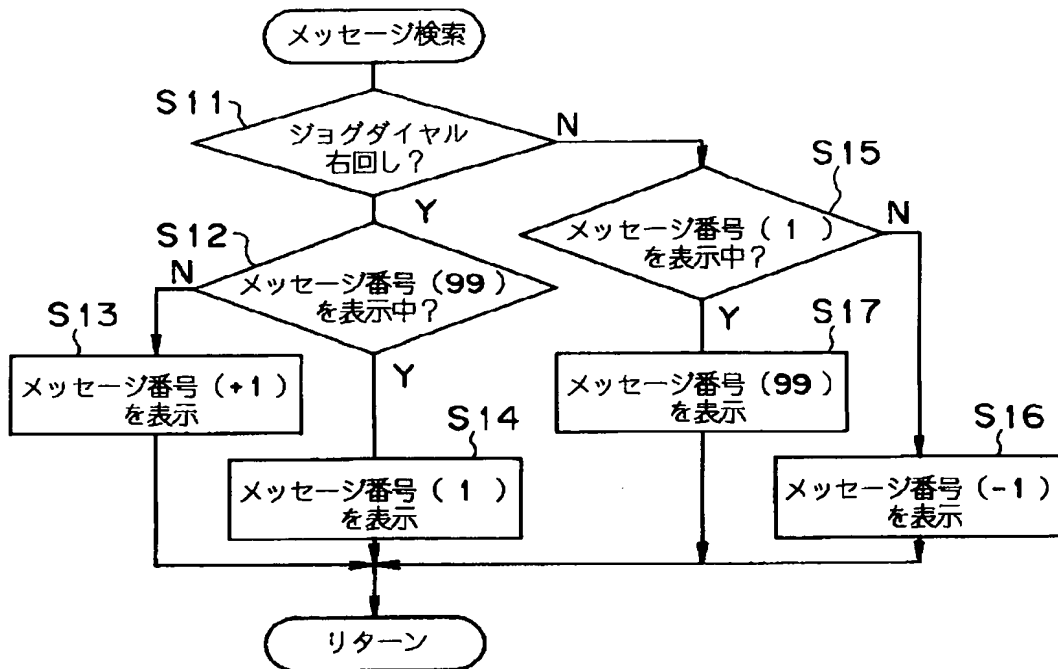 メッセージ検索
S11
ジョグダイヤル
右回し?
N
Y
S15
メッセージ番号(1)
を表示中?
N
Y
S12
メッセージ番号(99)
を表示中?
N
Y
S13
メッセージ番号(+1)
を表示
S14
メッセージ番号(1)
を表示
S17
メッセージ番号(99)
を表示
S16
メッセージ番号(-1)
を表示
リターン